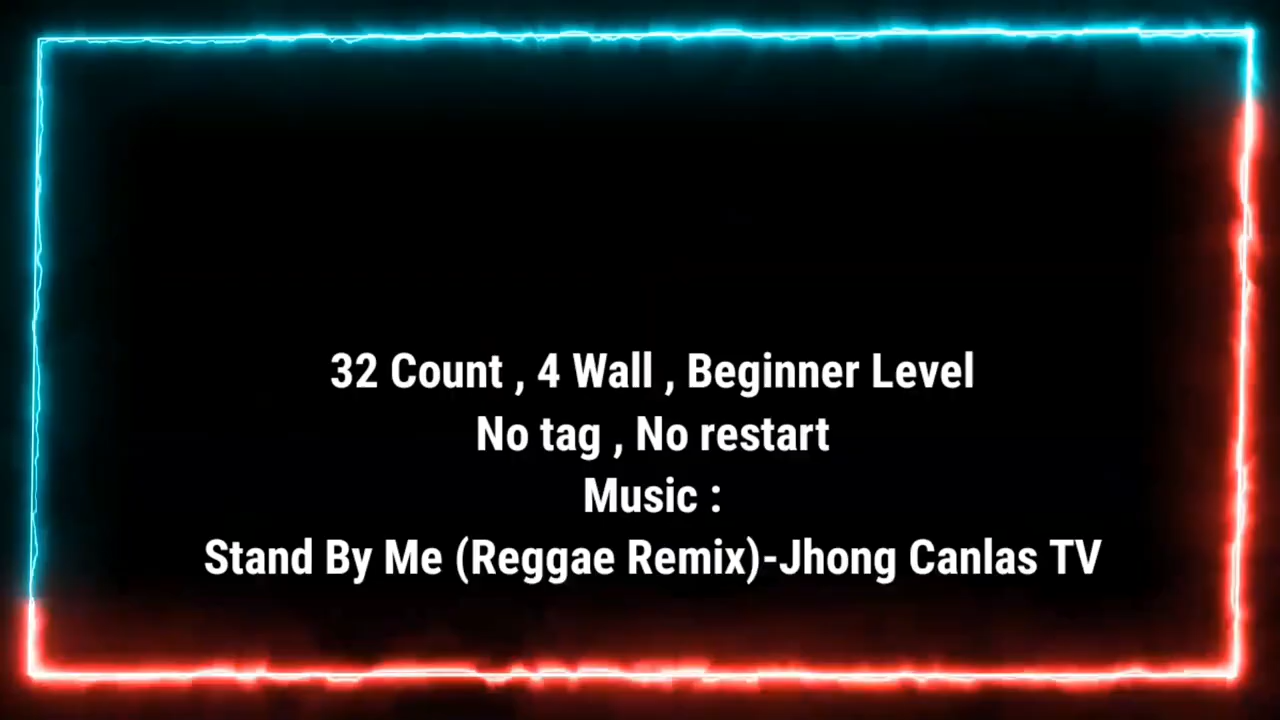 32 Count , 4 Wall , Beginner Level
No tag , No restart
Music :
Stand By Me (Reggae Remix)-Jhong Canlas TV